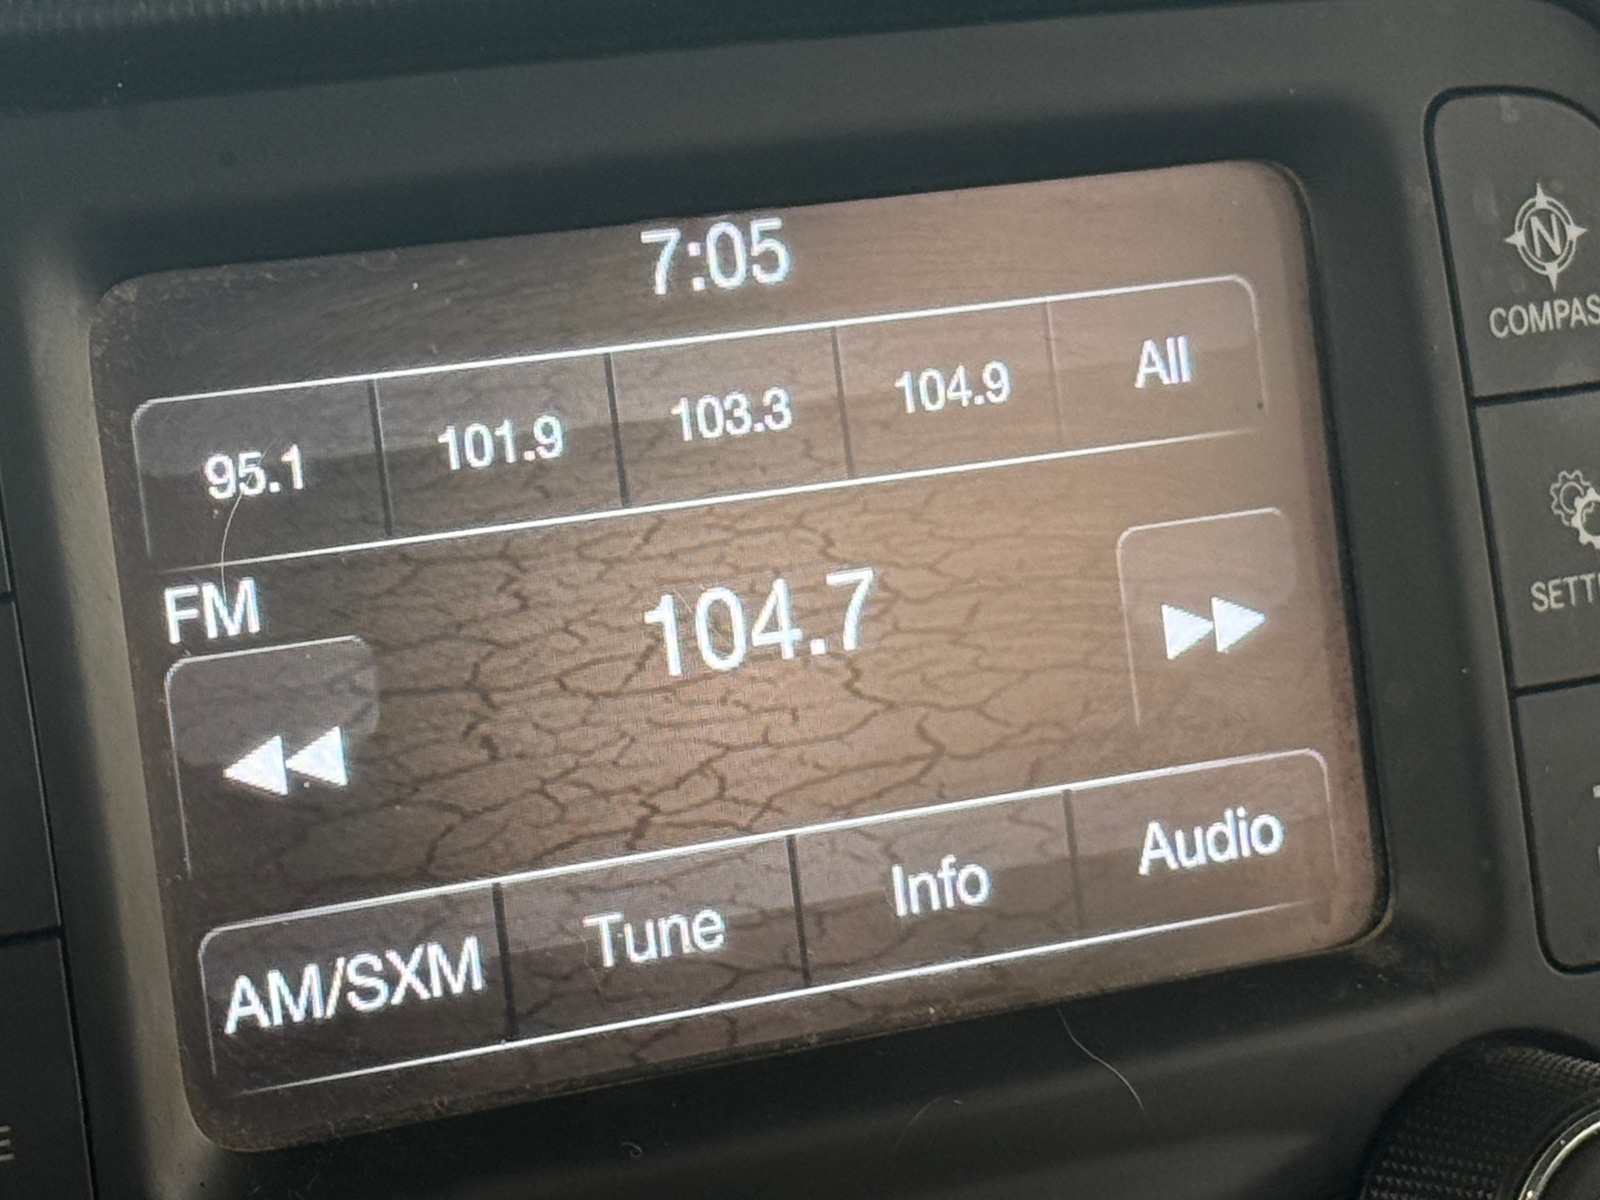 7:05
95.1 101.9 103.3 104.9 All
FM
104.7
AM/SXM Tune Info Audio
N
COMPAS
SETT
E